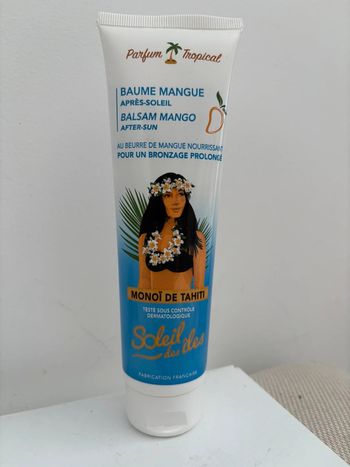 Parfum Tropical
BAUME MANGUE
APRÈS-SOLEIL
BALSAM MANGO
AFTER-SUN
AU BEURRE DE MANGUE NOURRISSANT
POUR UN BRONZAGE PROLONGÉ
MONOÏ DE TAHITI
TESTÉ SOUS CONTRÔLE
DERMATOLOGIQUE
Soleil
des îles
FABRICATION FRANÇAISE